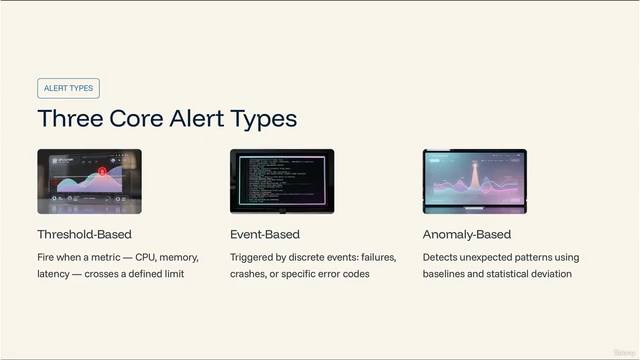 ALERT TYPES
Three Core Alert Types
Threshold-Based
Fire when a metric — CPU, memory,
latency — crosses a defined limit
Event-Based
Triggered by discrete events: failures,
crashes, or specific error codes
Anomaly-Based
Detects unexpected patterns using
baselines and statistical deviation